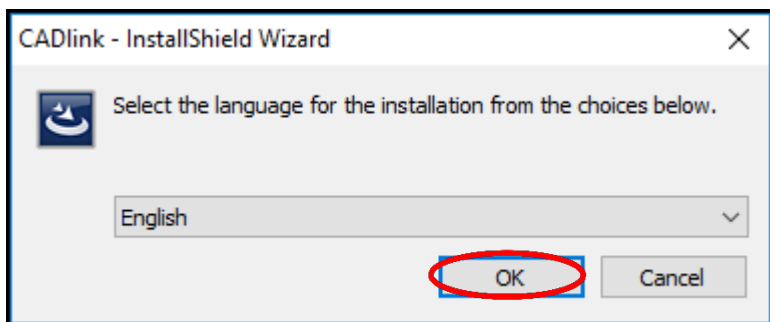 CADlink - InstallShield Wizard
Select the language for the installation from the choices below.
English
OK
Cancel